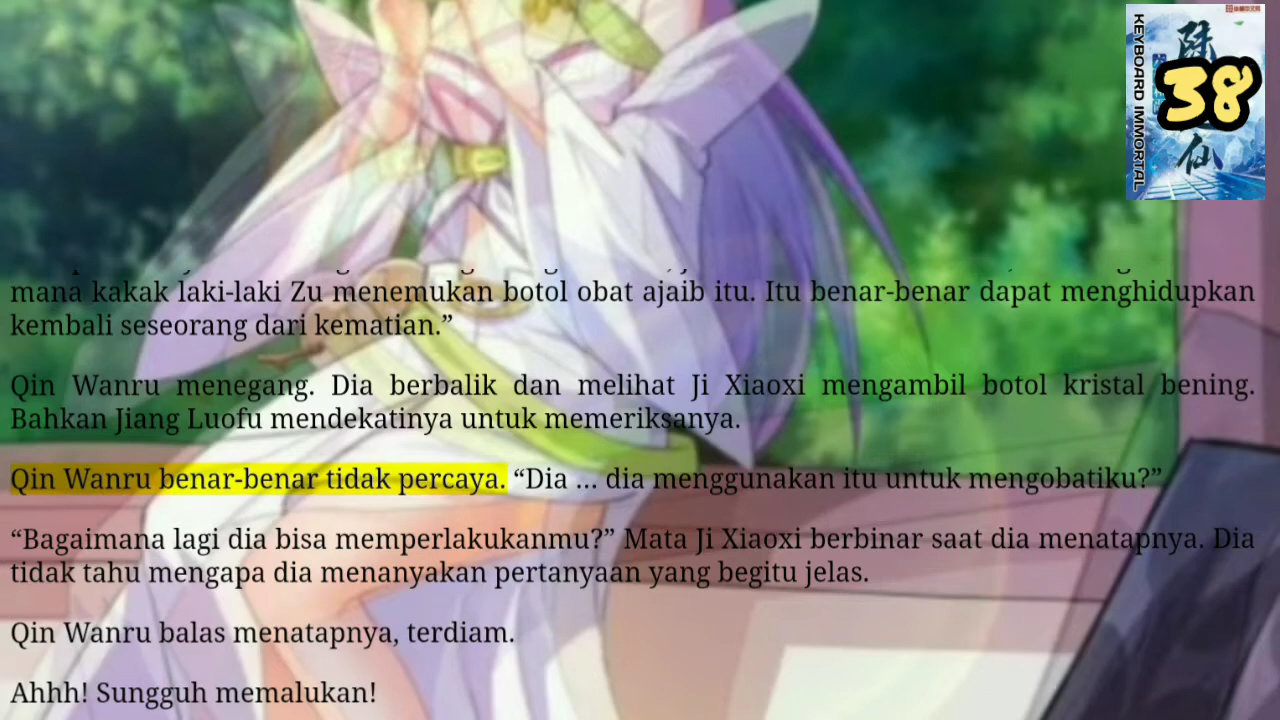 KEYBOARD IMMORTAL
38
仙
mana kakak laki-laki Zu menemukan botol obat ajaib itu. Itu benar-benar dapat menghidupkan
kembali seseorang dari kematian.”
Qin Wanru menegang. Dia berbalik dan melihat Ji Xiaoxi mengambil botol kristal bening.
Bahkan Jiang Luofu mendekatinya untuk memeriksanya.
Qin Wanru benar-benar tidak percaya. “Dia ... dia menggunakan itu untuk mengobatiku?”
“Bagaimana lagi dia bisa memperlakukanmu?” Mata Ji Xiaoxi berbinar saat dia menatapnya. Dia
tidak tahu mengapa dia menanyakan pertanyaan yang begitu jelas.
Qin Wanru balas menatapnya, terdiam.
Ahhh! Sungguh memalukan!